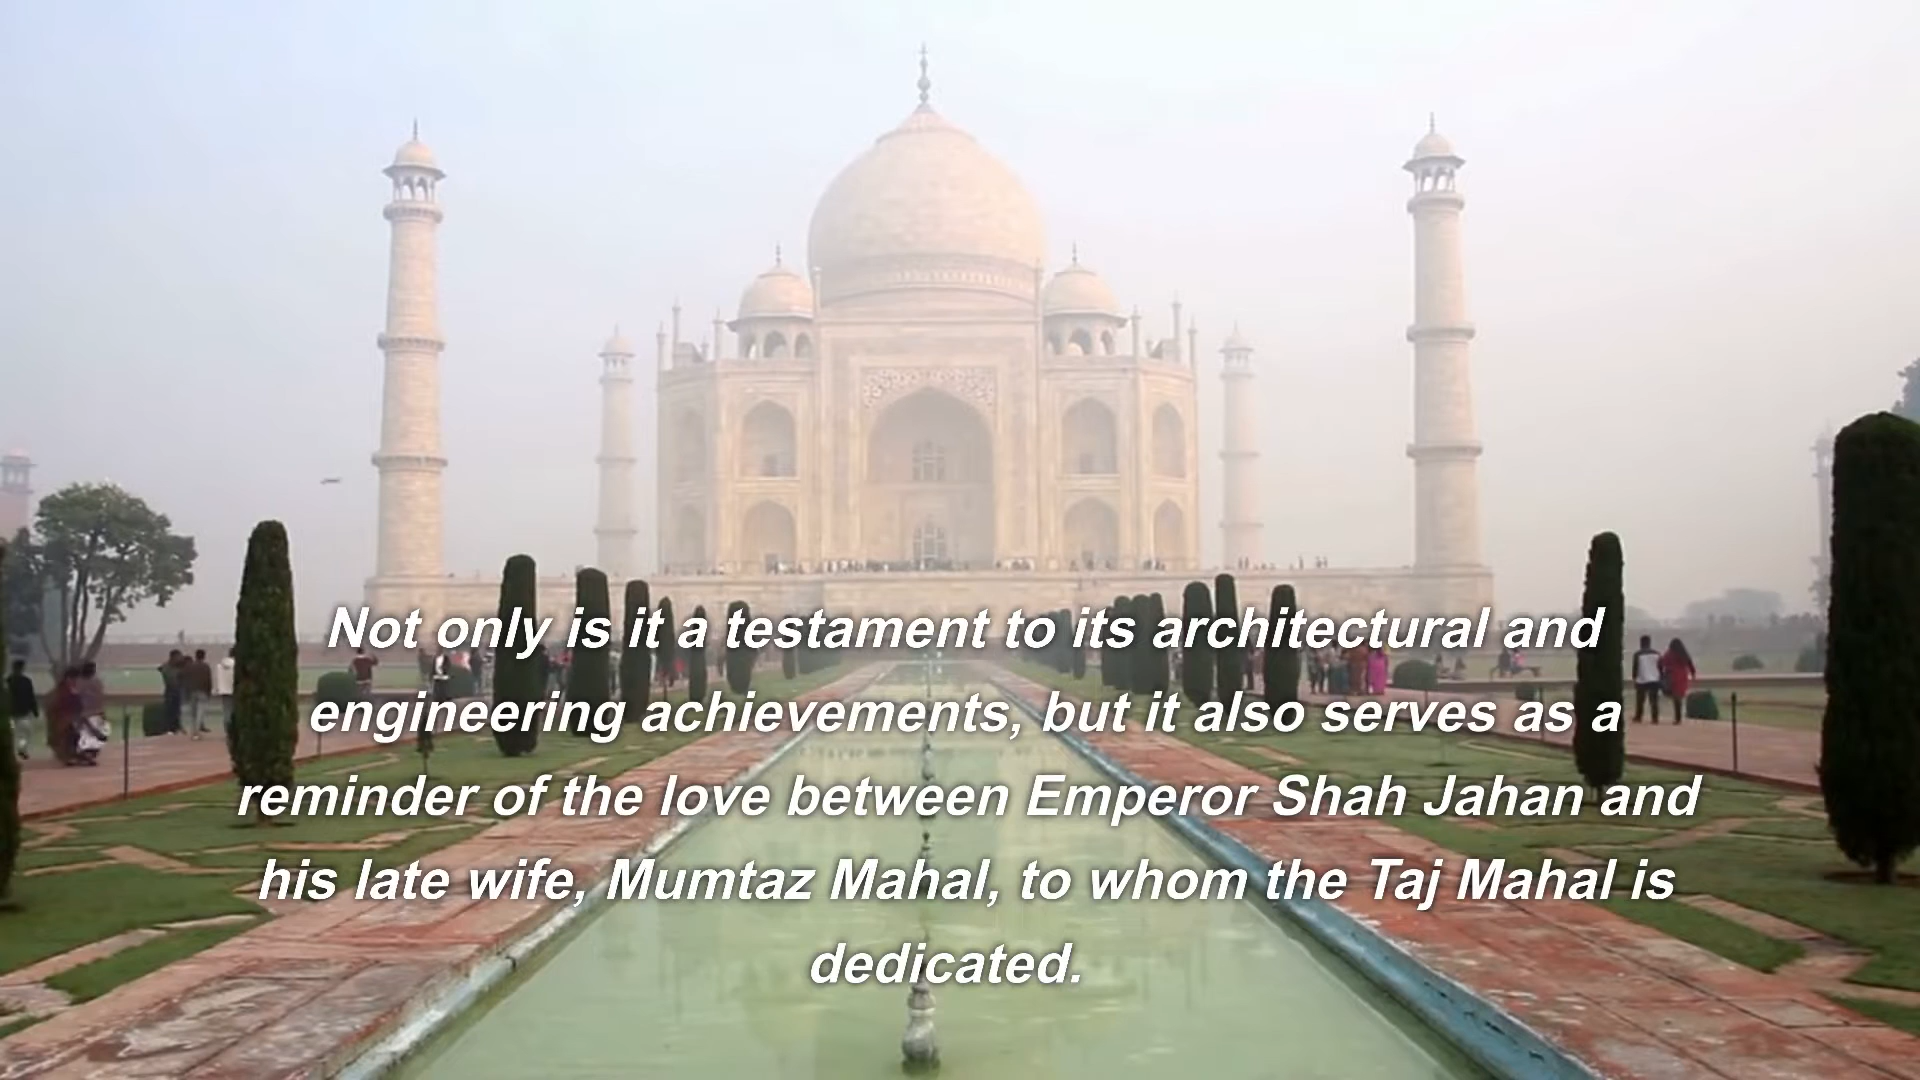 Not only is it a testament to its architectural and
engineering achievements, but it also serves as a
reminder of the love between Emperor Shah Jahan and
his late wife, Mumtaz Mahal, to whom the Taj Mahal is
dedicated.